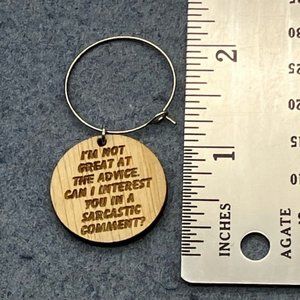 I'M NOT
GREAT AT
THE ADVICE.
CAN I INTEREST
YOU IN A
SARCASTIC
COMMENT?
2
1
INCHES
AGATE